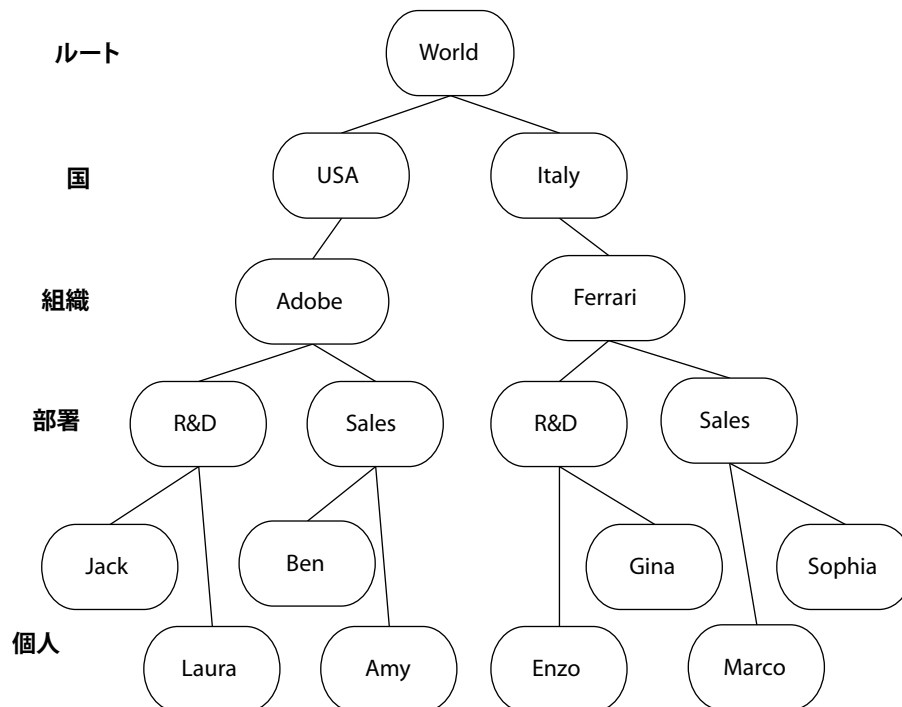 ルート
World
国
USA
Italy
組織
Adobe
Ferrari
部署
R&D
Sales
R&D
Sales
Jack
Ben
Gina
Sophia
個人
Laura
Amy
Enzo
Marco